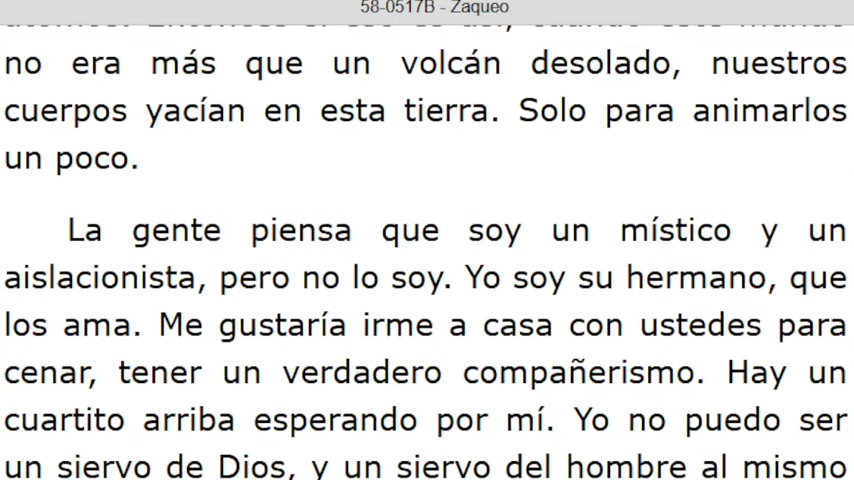 58-0517B - Zaqueo
no era más que un volcán desolado, nuestros
cuerpos yacían en esta tierra. Solo para animarlos
un poco.
La gente piensa que soy un místico y un
aislacionista, pero no lo soy. Yo soy su hermano, que
los ama. Me gustaría irme a casa con ustedes para
cenar, tener un verdadero compañerismo. Hay un
cuartito arriba esperando por mí. Yo no puedo ser
un siervo de Dios, y un siervo del hombre al mismo